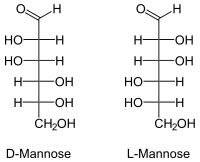 O H O H
HO H H OH
HO H H OH
H OH HO H
H OH HO H
CH2OH CH2OH
D-Mannose L-Mannose